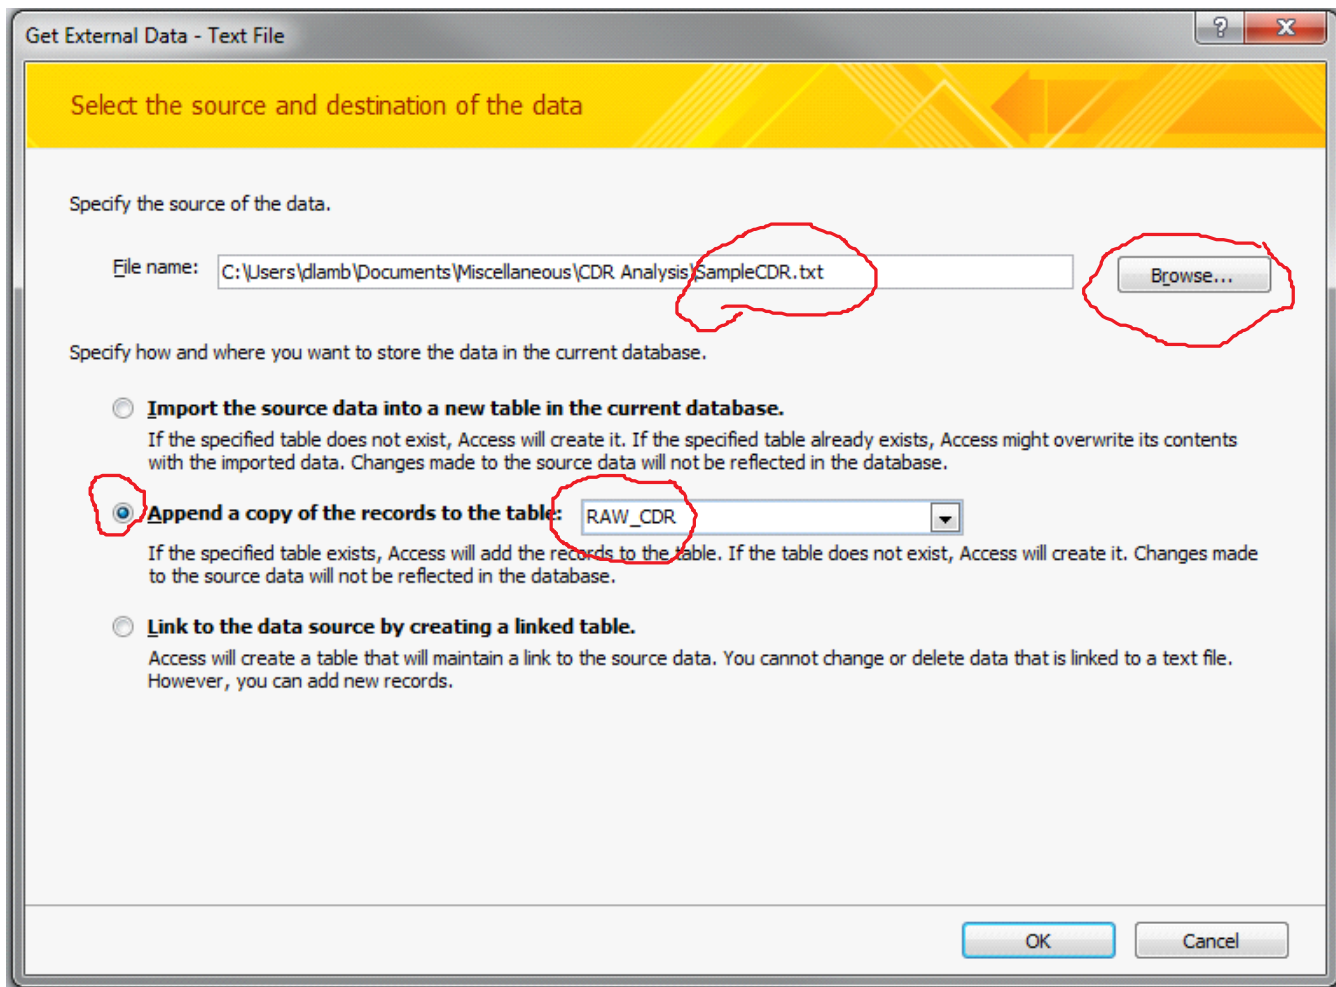 Get External Data - Text File
Select the source and destination of the data
Specify the source of the data.
File name: C:\Users\dlamb\Documents\Miscellaneous\CDR Analysis\SampleCDR.txt Browse...
Specify how and where you want to store the data in the current database.
Import the source data into a new table in the current database.
If the specified table does not exist, Access will create it. If the specified table already exists, Access might overwrite its contents
with the imported data. Changes made to the source data will not be reflected in the database.
Append a copy of the records to the table: RAW_CDR
If the specified table exists, Access will add the records to the table. If the table does not exist, Access will create it. Changes made
to the source data will not be reflected in the database.
Link to the data source by creating a linked table.
Access will create a table that will maintain a link to the source data. You cannot change or delete data that is linked to a text file.
However, you can add new records.
OK Cancel